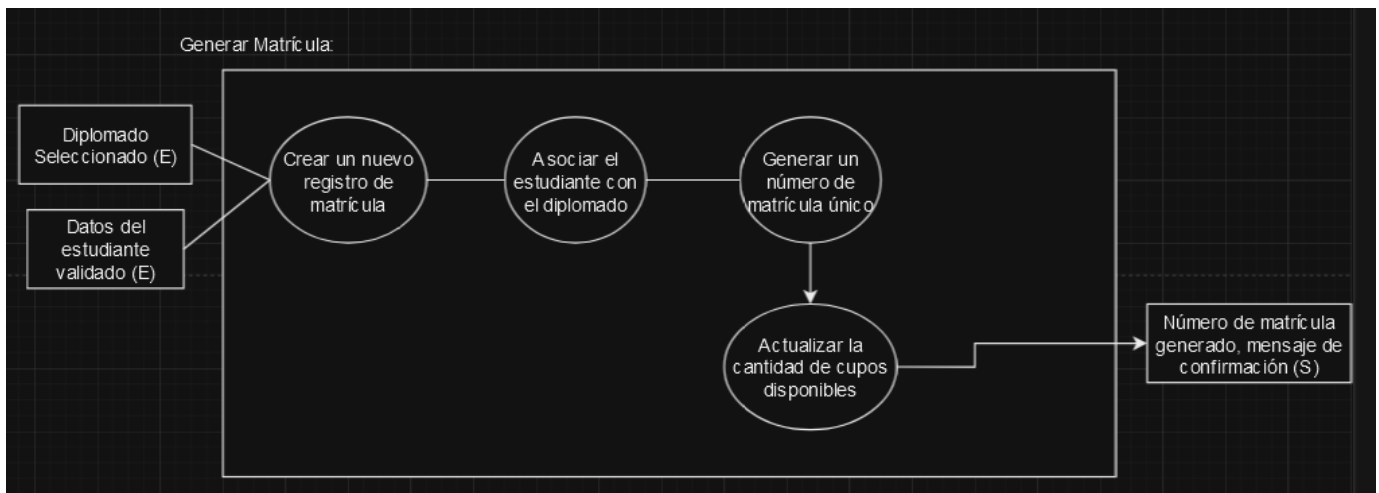 Generar Matrícula:
Diplomado
Seleccionado (E)
Datos del
estudiante
validado (E)
Crear un nuevo
registro de
matrícula
Asociar el
estudiante con
el diplomado
Generar un
número de
matrícula único
Actualizar la
cantidad de cupos
disponibles
Número de matrícula
generado, mensaje de
confirmación (S)